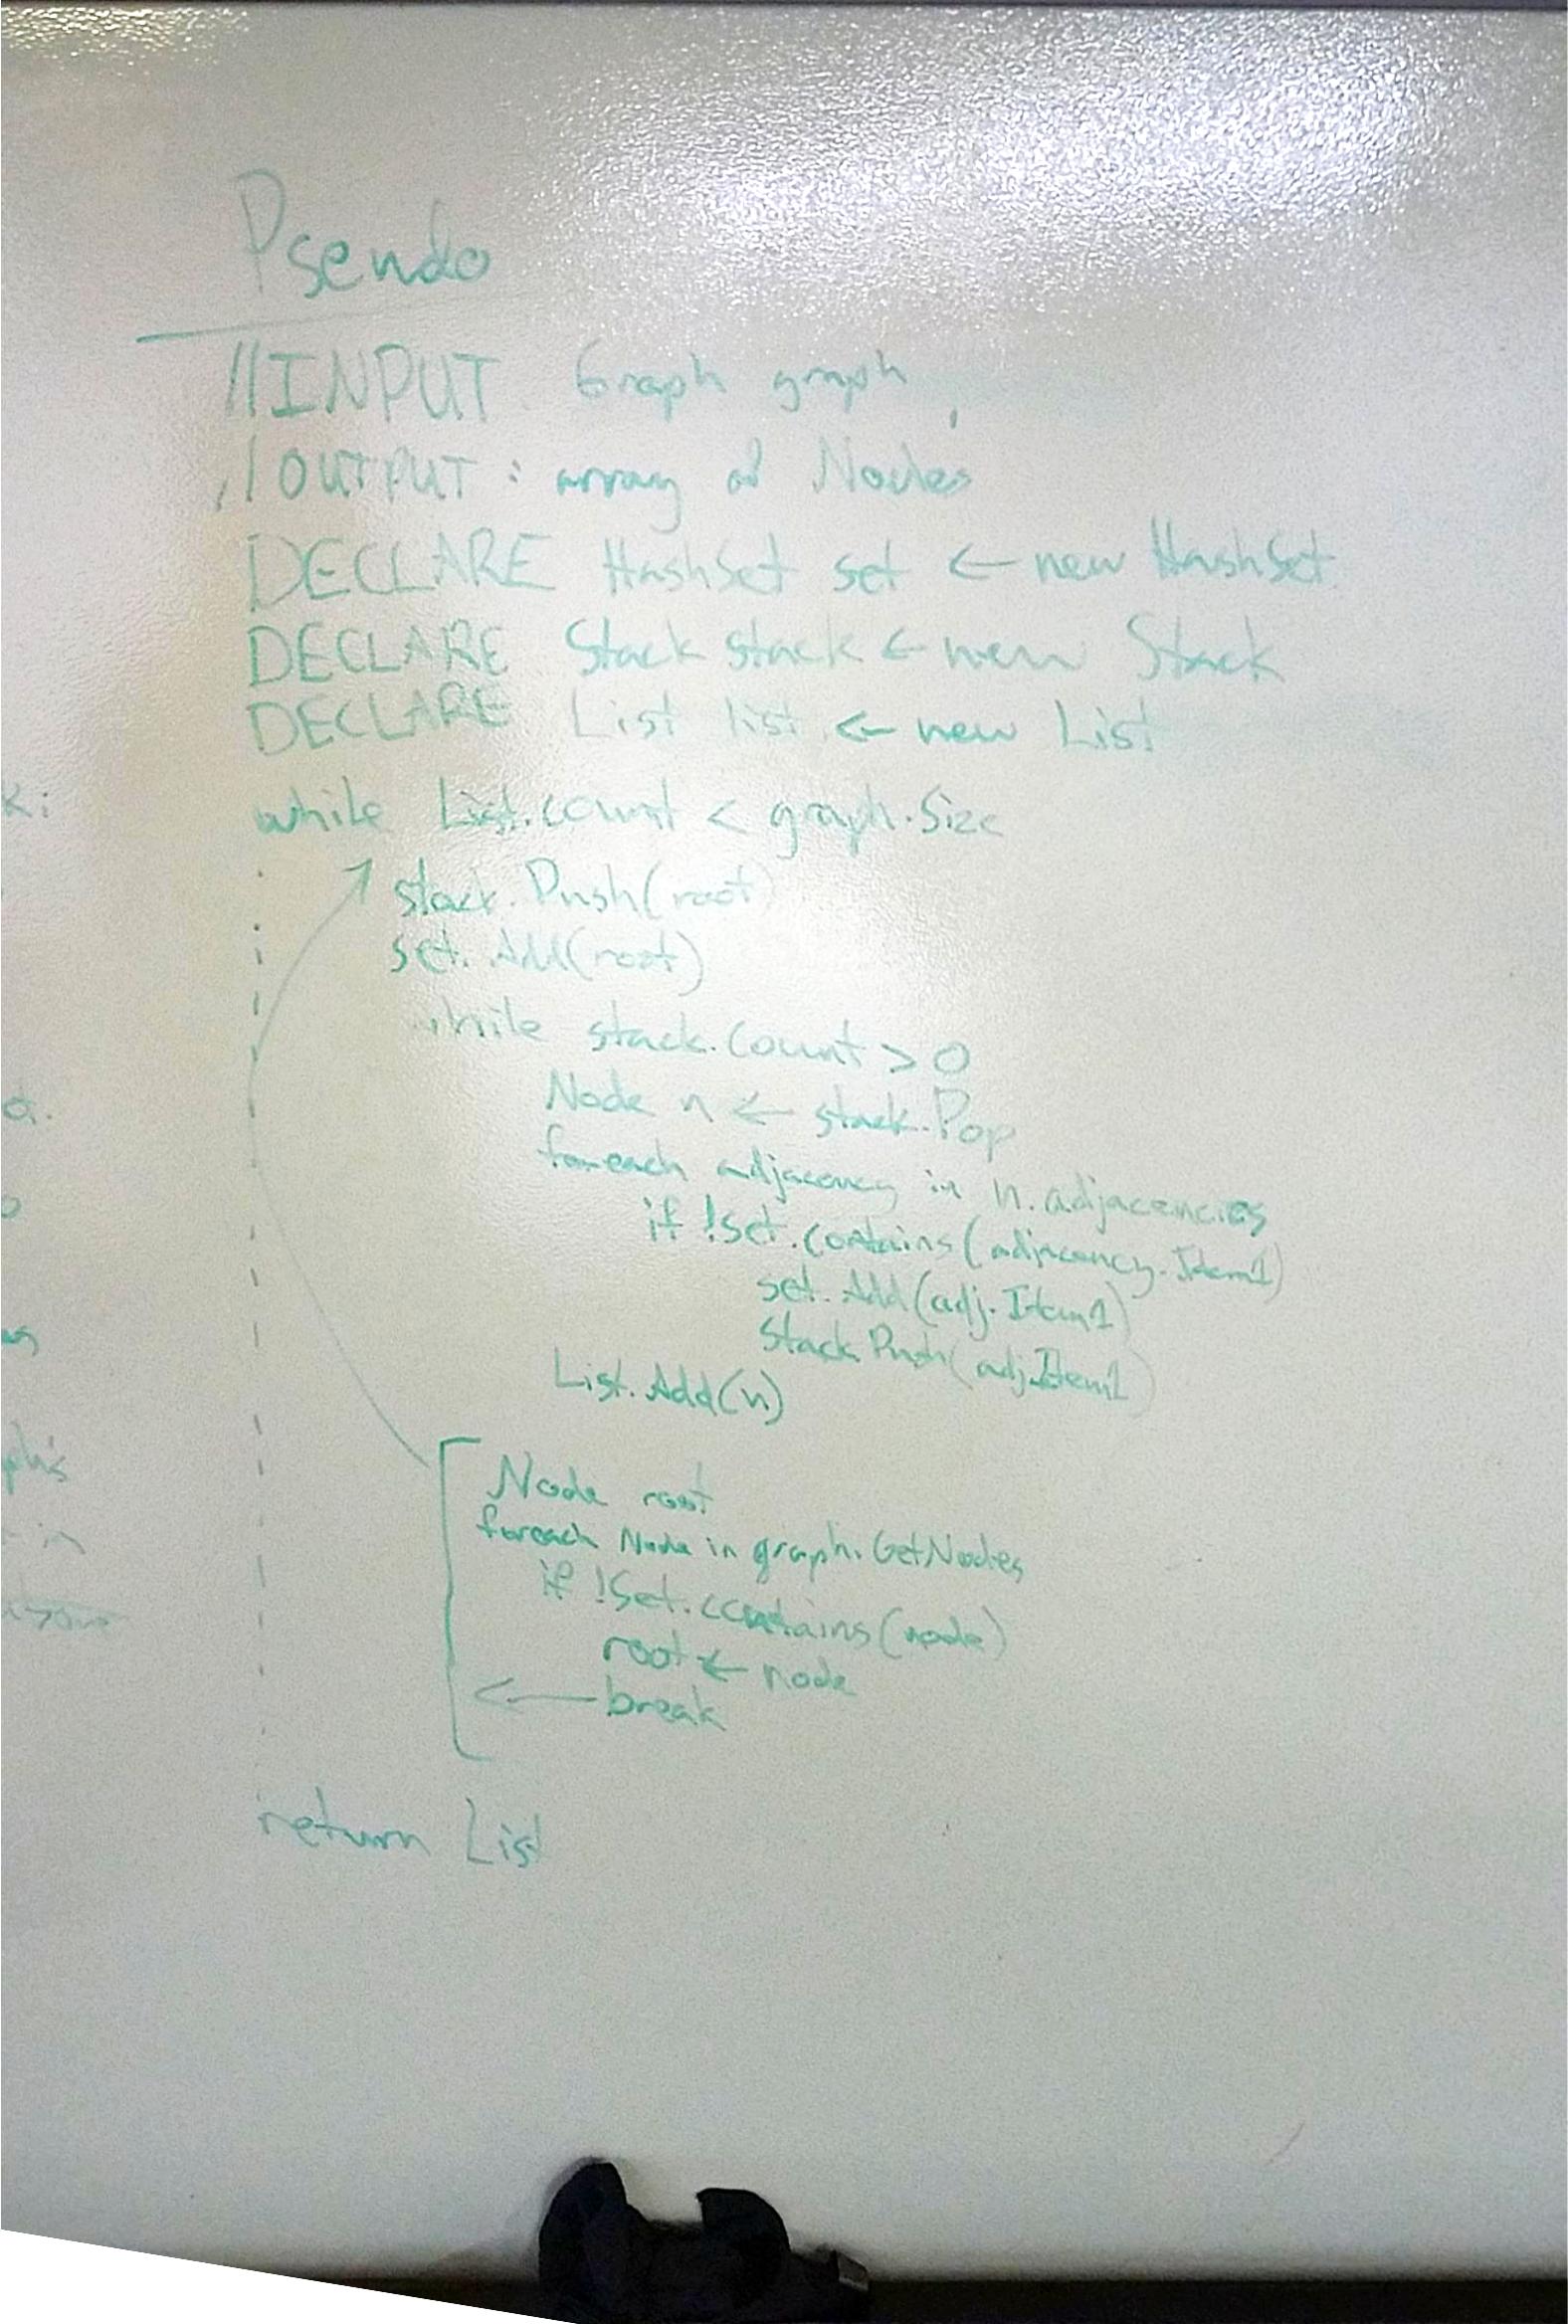 Pseudo
//INPUT Graph graph,
//OUTPUT: array of Nodes
DECLARE HashSet set <- new HashSet
DECLARE Stack stack <- new Stack
DECLARE List list <- new List
while List.count < graph.Size
stack.Push(root)
set.Add(root)
while stack.Count > 0
Node n <- stack.Pop
foreach adjacency in n.adjacencies
if !set.contains(adjacency.Item1)
set.Add(adj.Item1)
Stack.Push(adj.Item1)
List.Add(n)
Node root
foreach Node in graph.GetNodes
if !Set.contains(node)
root <- node
<- break
return List